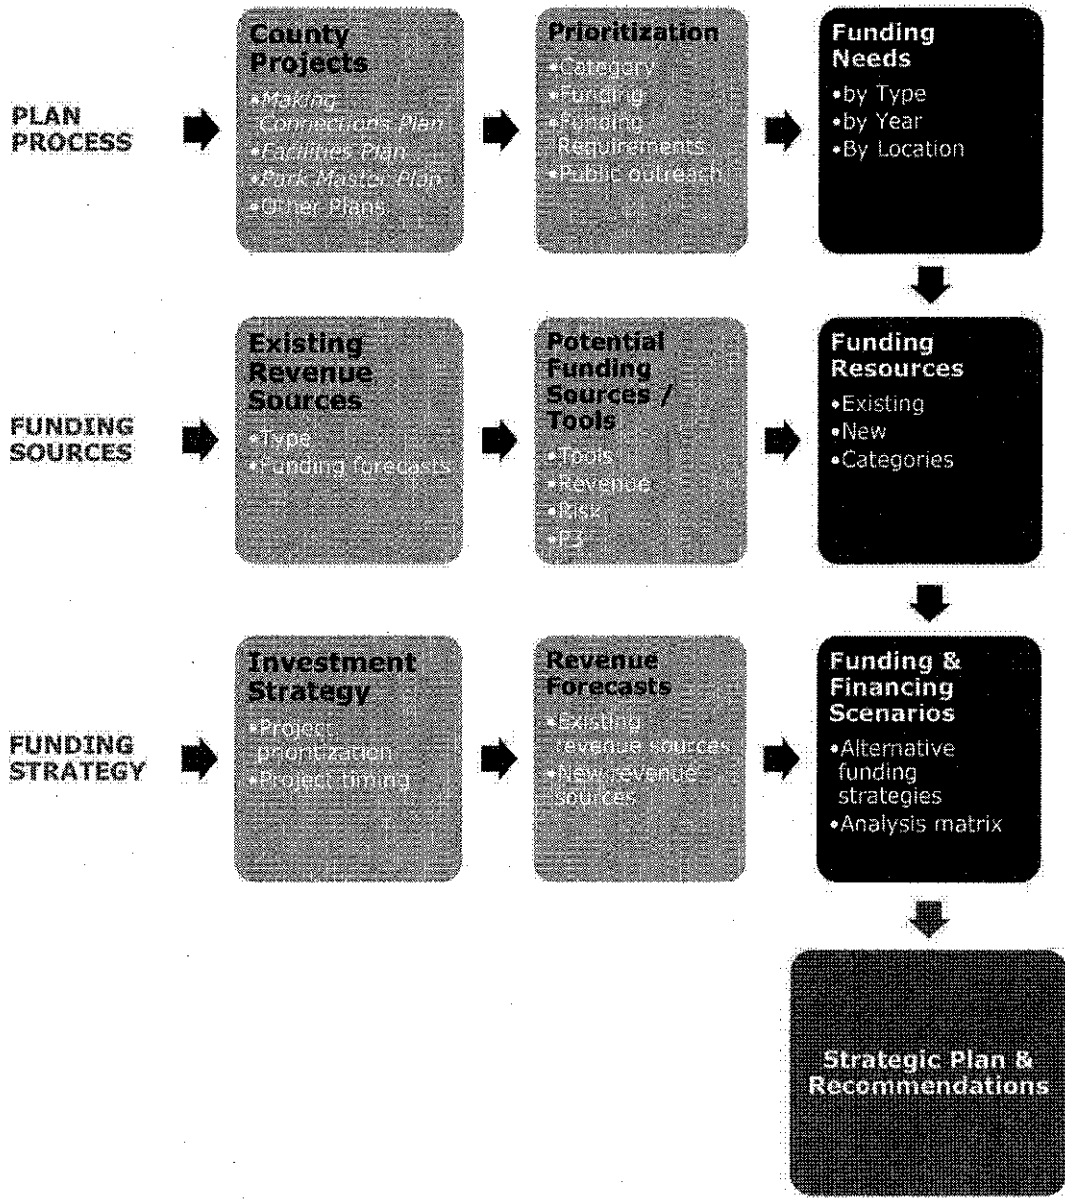 PLAN
PROCESS
County
Projects
•Making
Connections Plan
•Facilities Plan
•Park Master Plan
•Other Plans
Prioritization
•Category
•Funding
•Funding
Requirements
•Public outreach
Funding
Needs
•by Type
•by Year
•By Location
FUNDING
SOURCES
Existing
Revenue
Sources
•Type
•Funding forecasts
Potential
Funding
Sources /
Tools
•Tools
•Revenue
•Risk
•P3
Funding
Resources
•Existing
•New
•Categories
FUNDING
STRATEGY
Investment
Strategy
•Project
prioritization
•Project timing
Revenue
Forecasts
•Existing
revenue sources
•New revenue
sources
Funding &
Financing
Scenarios
•Alternative
funding
strategies
•Analysis matrix
Strategic Plan &
Recommendations